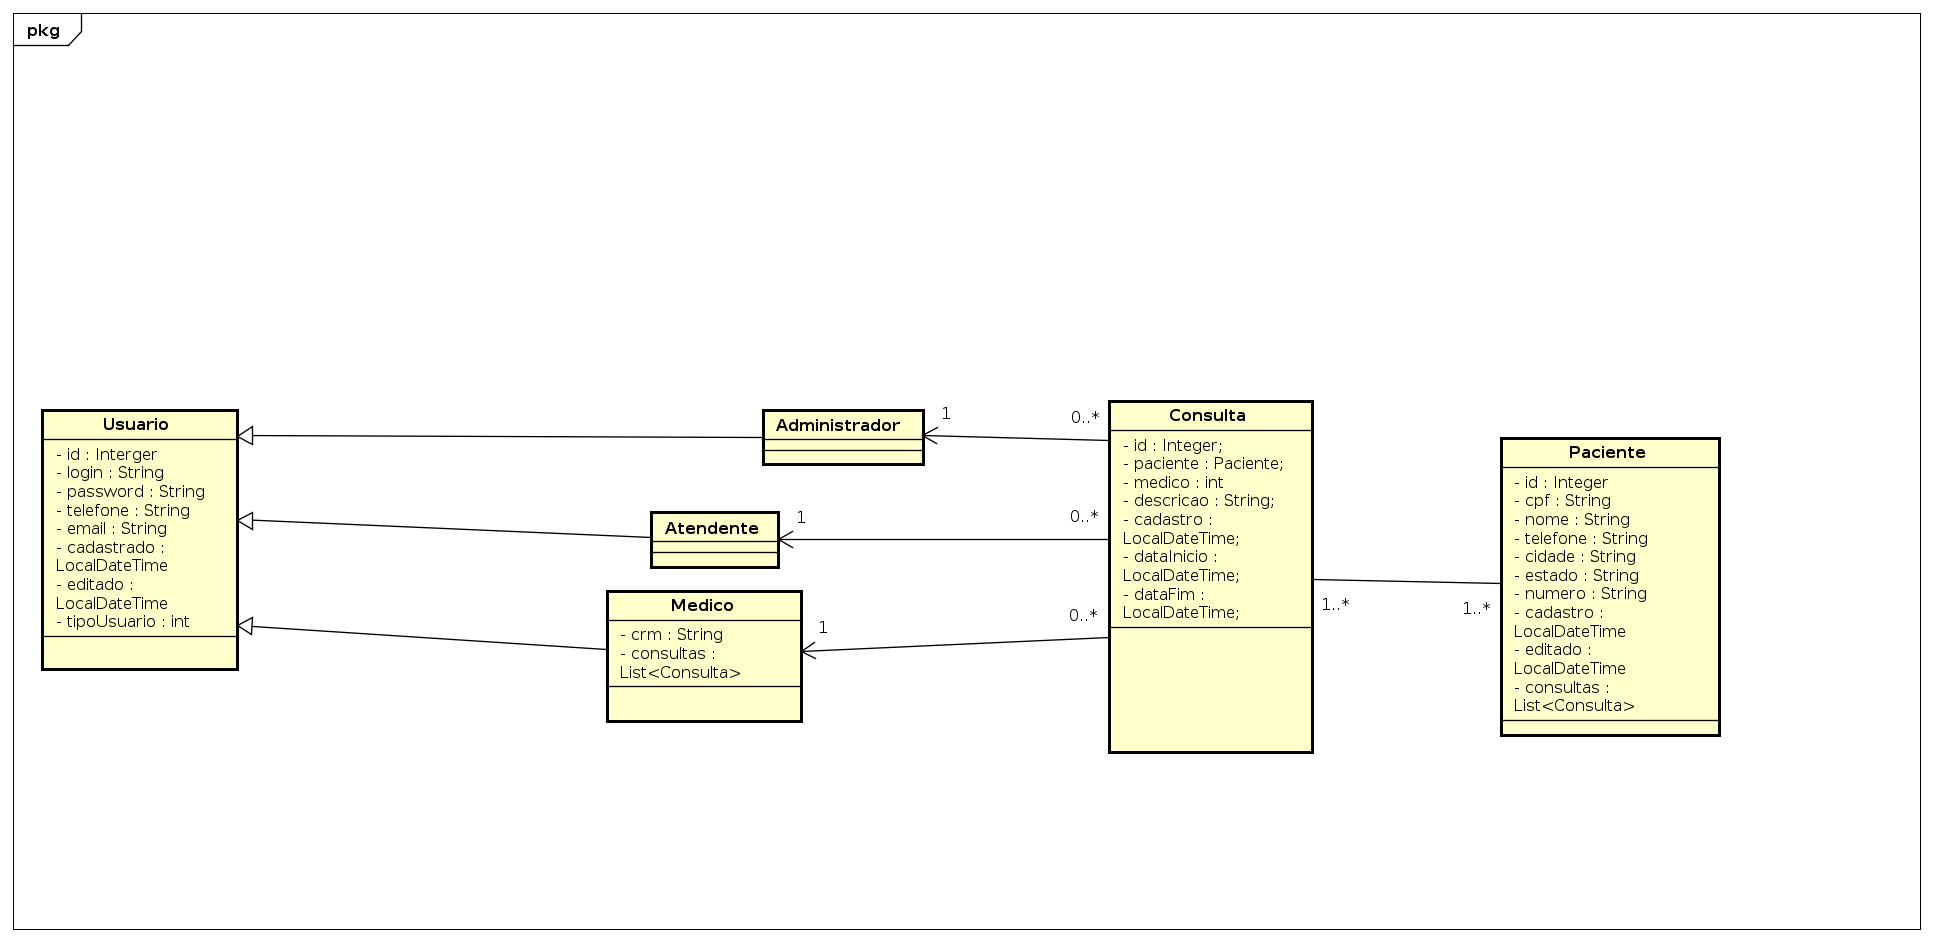 pkg
Usuario
- id : Interger
- login : String
- password : String
- telefone : String
- email : String
- cadastrado :
LocalDateTime
- editado :
LocalDateTime
- tipoUsuario : int
Administrador
1
0..*
Atendente
1
0..*
Medico
- crm : String
- consultas :
List<Consulta>
1
0..*
Consulta
- id : Integer;
- paciente : Paciente;
- medico : int
- descricao : String;
- cadastro :
LocalDateTime;
- dataInicio :
LocalDateTime;
- dataFim :
LocalDateTime;
1..*
1..*
Paciente
- id : Integer
- cpf : String
- nome : String
- telefone : String
- cidade : String
- estado : String
- numero : String
- cadastro :
LocalDateTime
- editado :
LocalDateTime
- consultas :
List<Consulta>